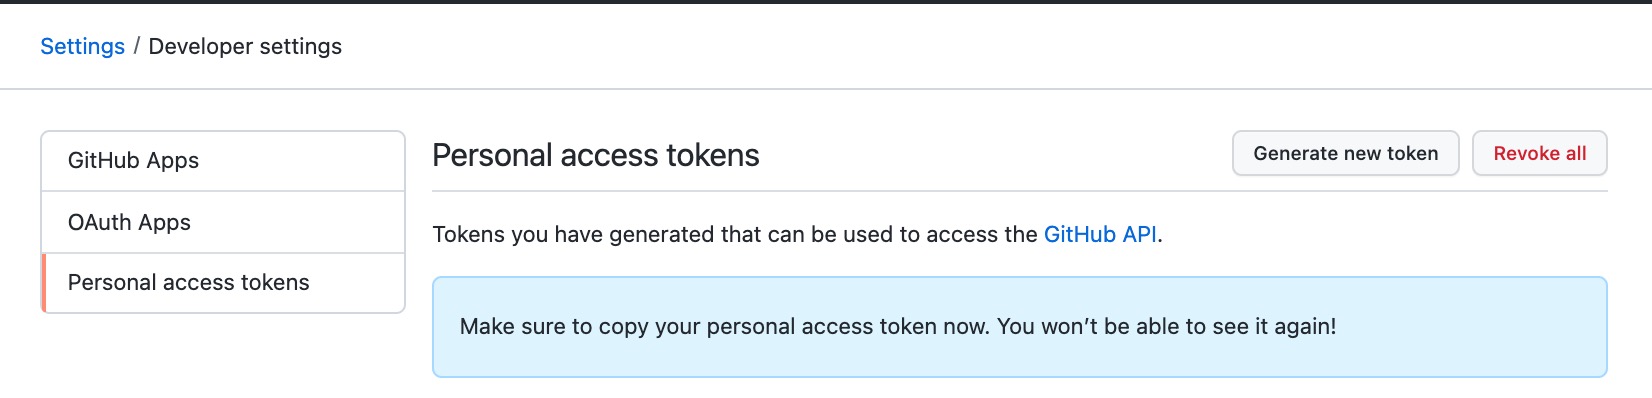 Settings / Developer settings
GitHub Apps
OAuth Apps
Personal access tokens
Personal access tokens
Generate new token
Revoke all
Tokens you have generated that can be used to access the GitHub API.
Make sure to copy your personal access token now. You won’t be able to see it again!